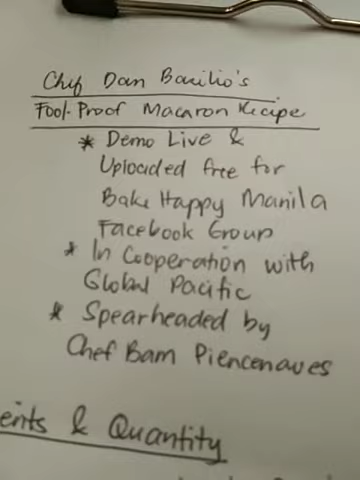 Chef Dan Basilio's
Fool-Proof Macaron Recipe
* Demo Live &
Uploaded free for
Bake Happy Manila
Facebook Group
* In Cooperation with
Global Pacific
* Spearheaded by
Chef Bam Piencenaves
ents & Quantity